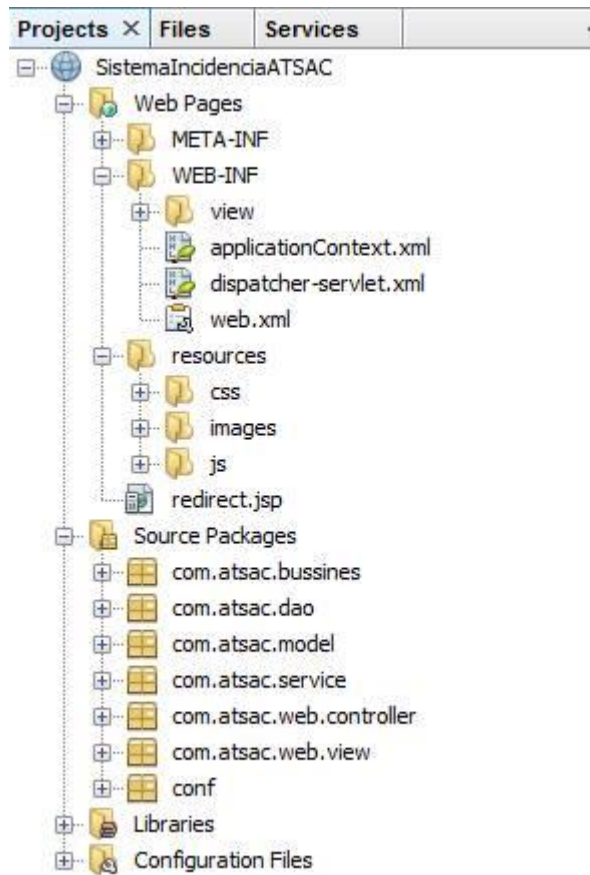 Projects Files Services
SistemaIncidenciaATSAC
Web Pages
META-INF
WEB-INF
view
applicationContext.xml
dispatcher-servlet.xml
web.xml
resources
css
images
js
redirect.jsp
Source Packages
com.atsac.bussines
com.atsac.dao
com.atsac.model
com.atsac.service
com.atsac.web.controller
com.atsac.web.view
conf
Libraries
Configuration Files